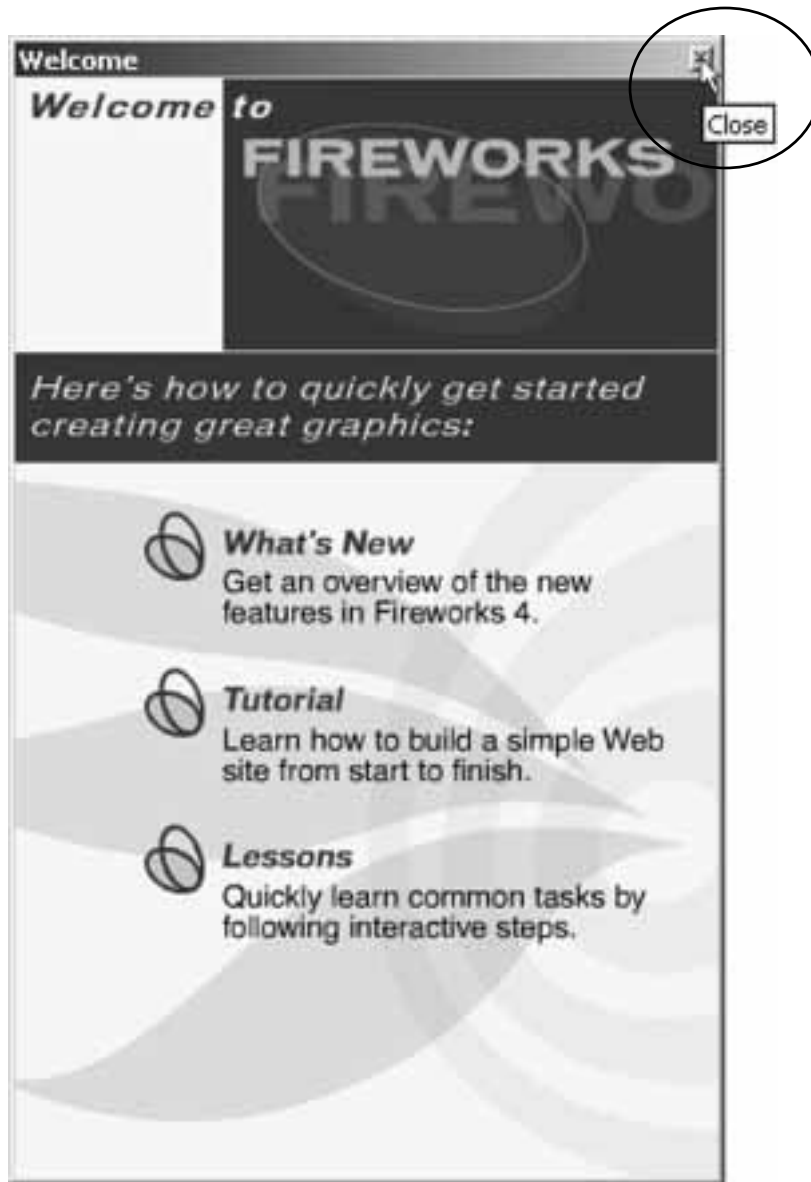 Welcome
Close
Welcome to
FIREWORKS
FIREWO
Here's how to quickly get started
creating great graphics:
What's New
Get an overview of the new
features in Fireworks 4.
Tutorial
Learn how to build a simple Web
site from start to finish.
Lessons
Quickly learn common tasks by
following interactive steps.